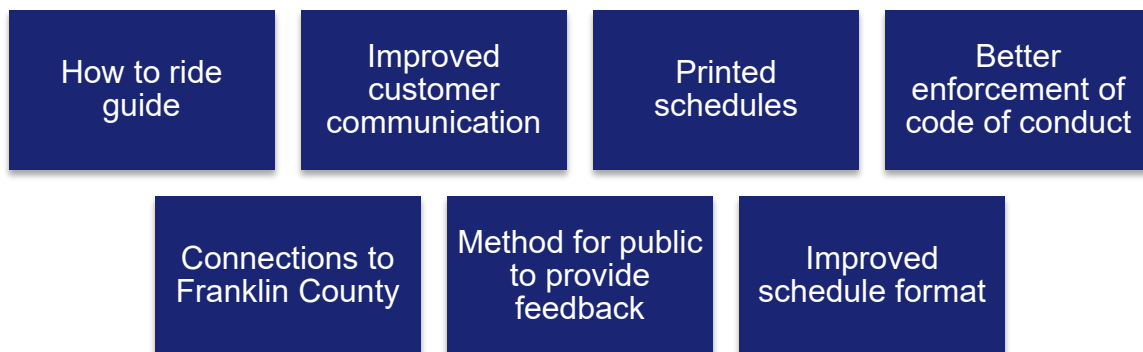 How to ride
guide
Improved
customer
communication
Printed
schedules
Better
enforcement of
code of conduct
Connections to
Franklin County
Method for public
to provide
feedback
Improved
schedule format